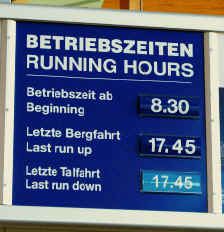 BETRIEBSZEITEN
RUNNING HOURS
Betriebszeit ab
Beginning
8.30
Letzte Bergfahrt
Last run up
17.45
Letzte Talfahrt
Last run down
17.45